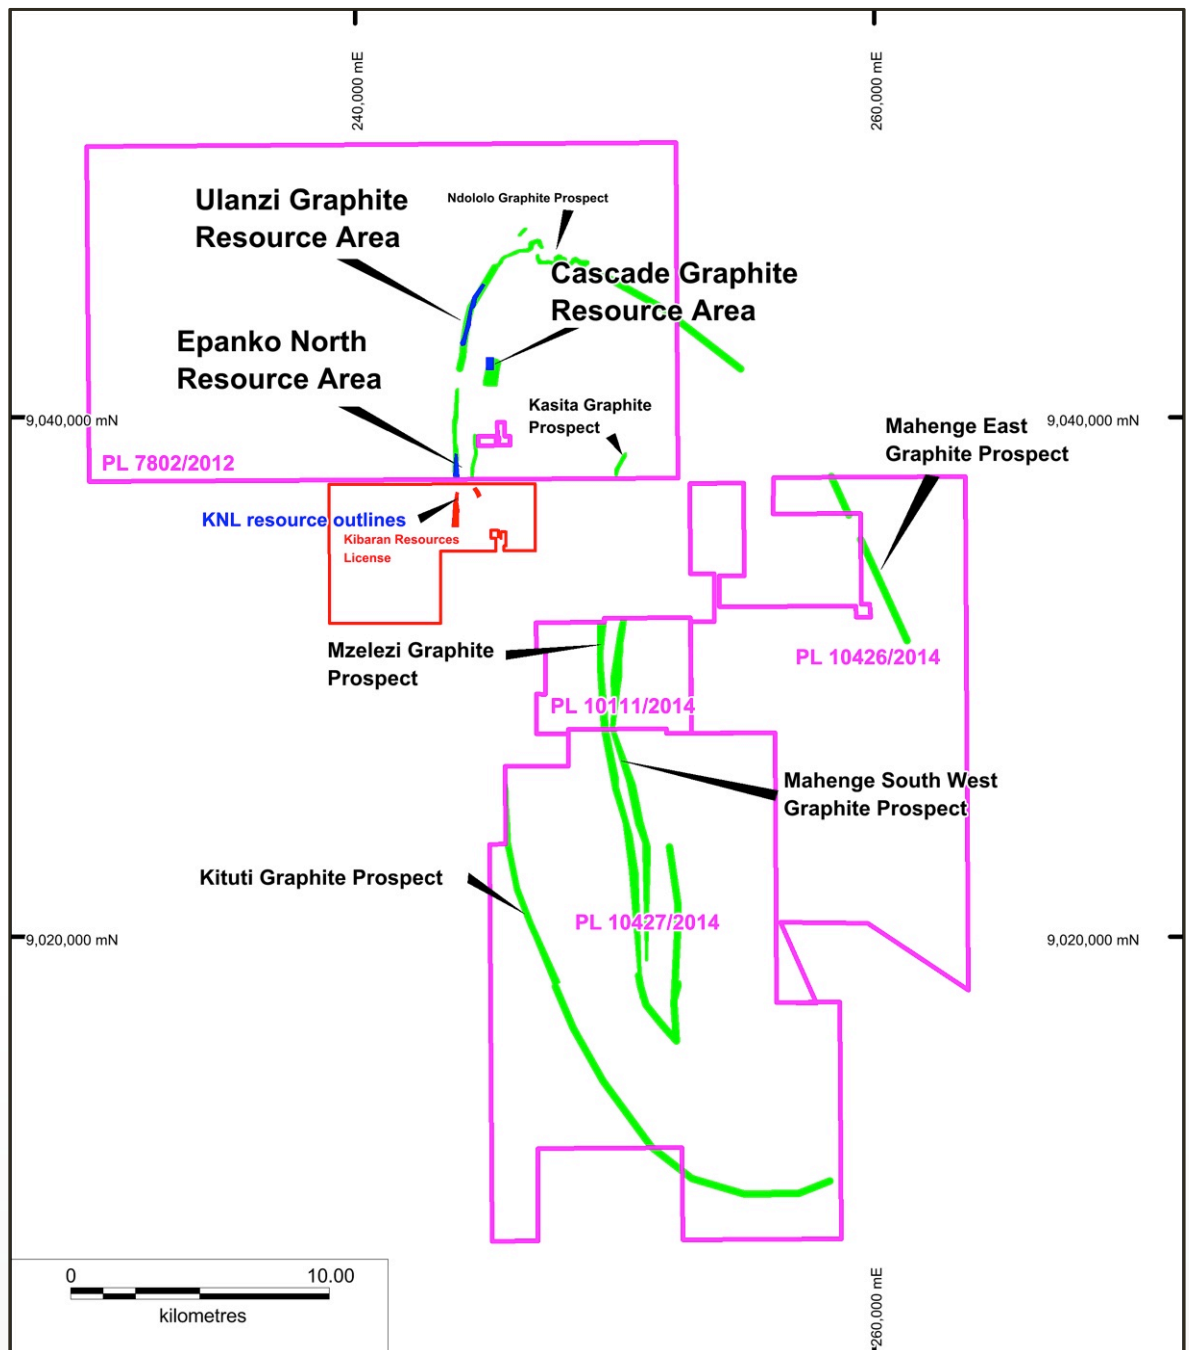 240,000 mE
260,000 mE
Ulanzi Graphite
Resource Area
Ndololo Graphite Prospect
Cascade Graphite
Resource Area
Epanko North
Resource Area
Kasita Graphite
Prospect
9,040,000 mN
9,040,000 mN
Mahenge East
Graphite Prospect
PL 7802/2012
KNL resource outlines
Kibaran Resources
License
Mzelezi Graphite
Prospect
PL 10426/2014
PL 10111/2014
Mahenge South West
Graphite Prospect
Kituti Graphite Prospect
PL 10427/2014
9,020,000 mN
9,020,000 mN
0
10.00
kilometres
260,000 mE